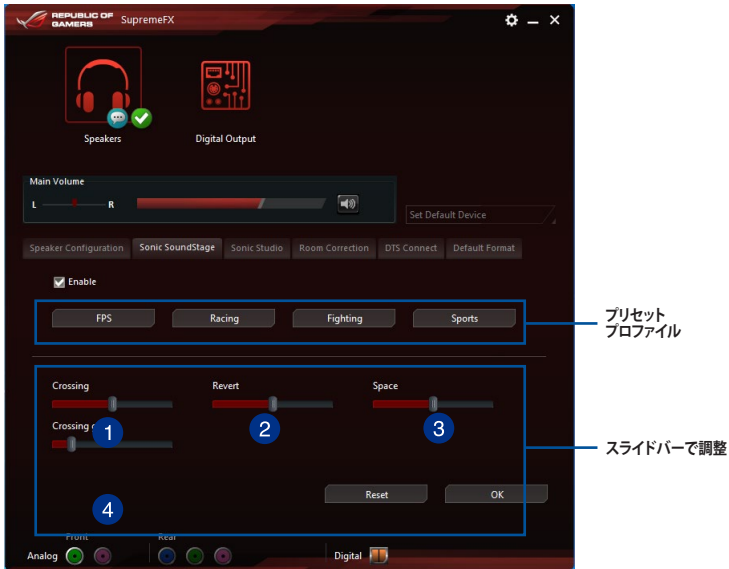 REPUBLIC OF
GAMERS
SupremeFX
Speakers
Digital Output
Main Volume
L
R
Set Default Device
Speaker Configuration
Sonic SoundStage
Sonic Studio
Room Correction
DTS Connect
Default Format
Enable
FPS
Racing
Fighting
Sports
プリセット
プロファイル
Crossing
Revert
Space
Crossing
1
2
3
スライドバーで調整
Reset
OK
4
Front
Rear
Analog
Digital